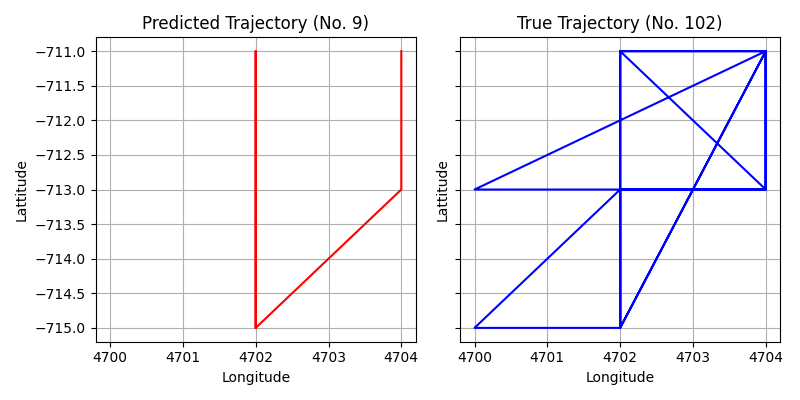 Predicted Trajectory (No. 9)
True Trajectory (No. 102)
Lattitude
−711.0
−711.5
−712.0
−712.5
−713.0
−713.5
−714.0
−714.5
−715.0
4700 4701 4702 4703 4704
Longitude
Lattitude
4700 4701 4702 4703 4704
Longitude